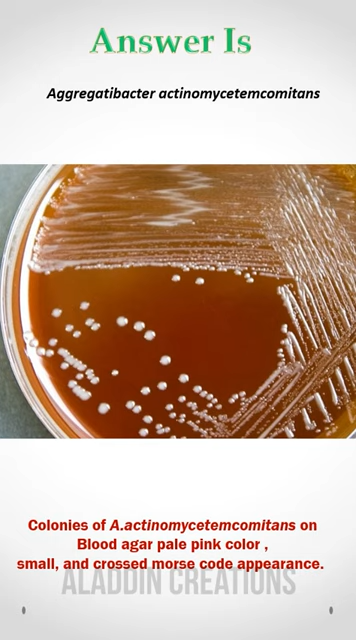 Answer Is
Aggregatibacter actinomycetemcomitans
Colonies of A.actinomycetemcomitans on
Blood agar pale pink color ,
small, and crossed morse code appearance.
ALADDIN CREATIONS